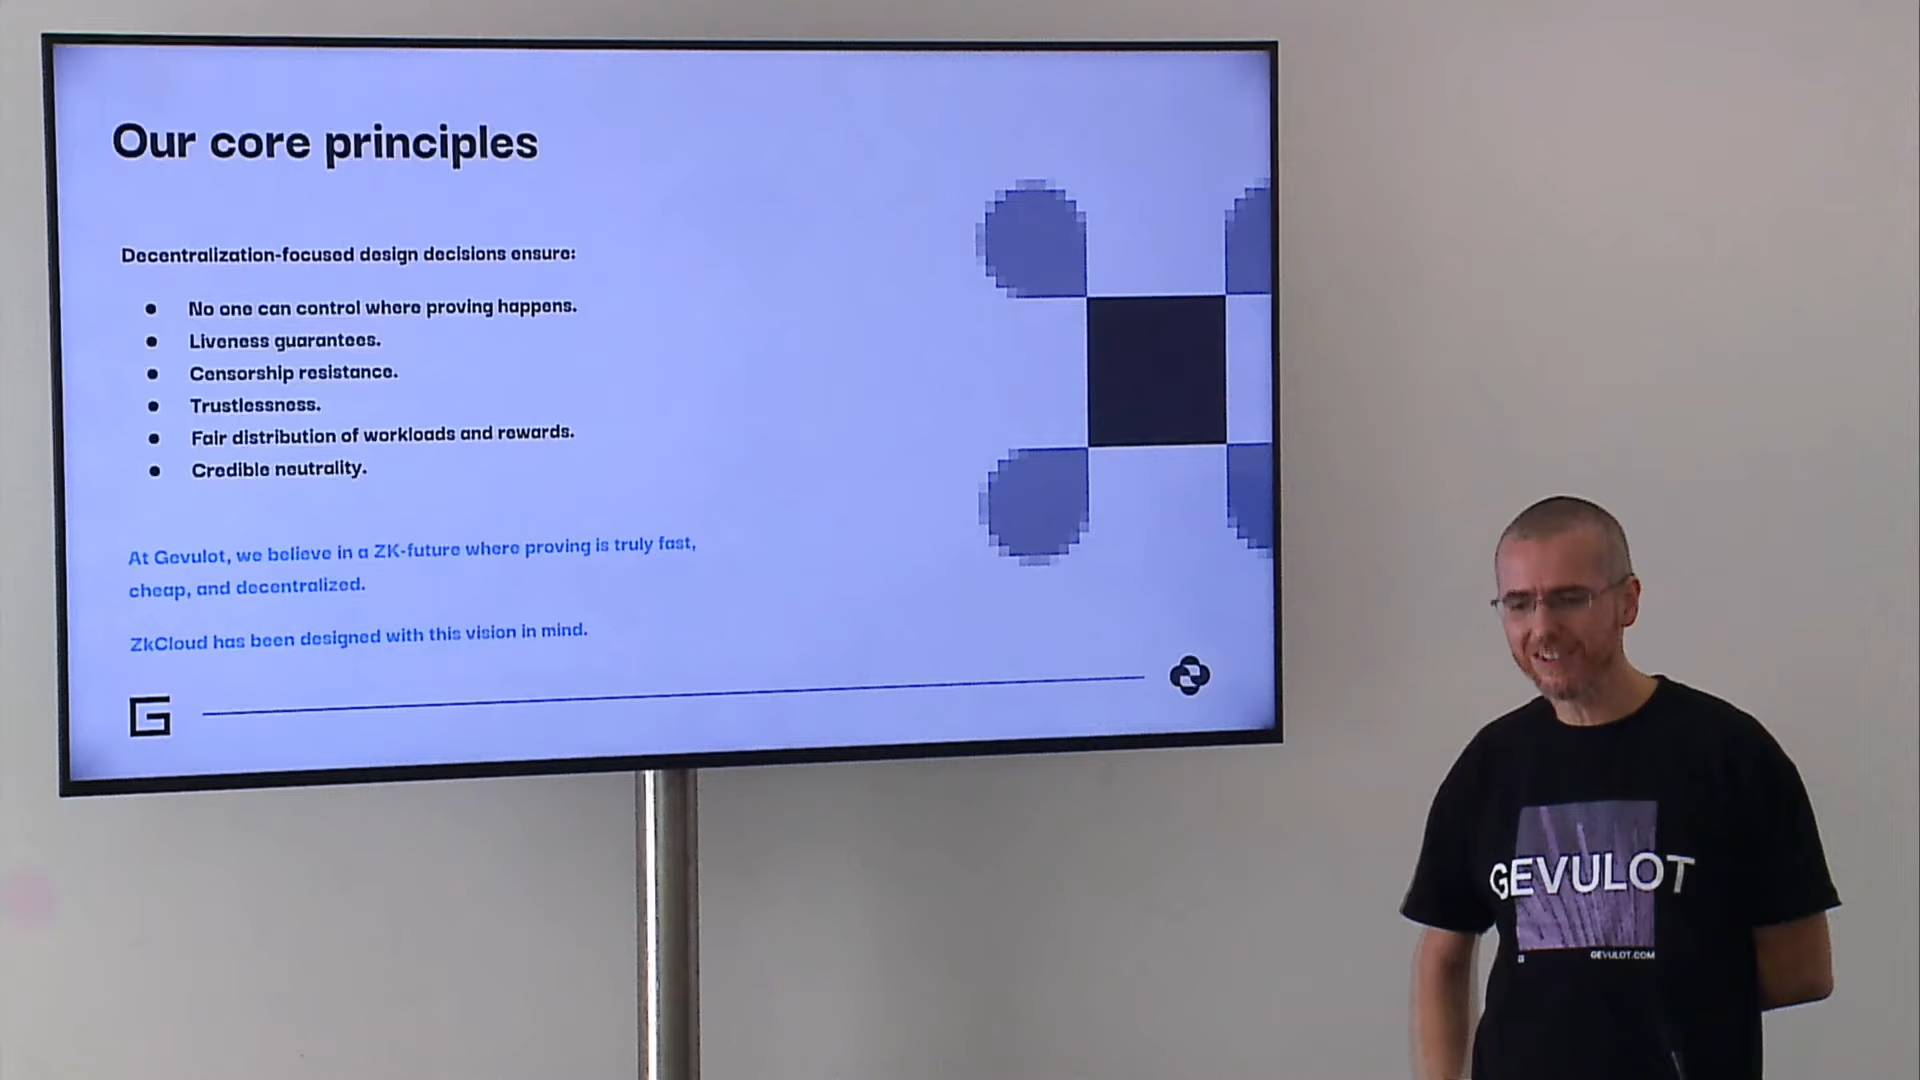 Our core principles
Decentralization-focused design decisions ensure:
● No one can control where proving happens.
● Liveness guarantees.
● Censorship resistance.
● Trustlessness.
● Fair distribution of workloads and rewards.
● Credible neutrality.
At Gevulot, we believe in a ZK-future where proving is truly fast,
cheap, and decentralized.
ZkCloud has been designed with this vision in mind.
G
GEVULOT
GEVULOT.COM